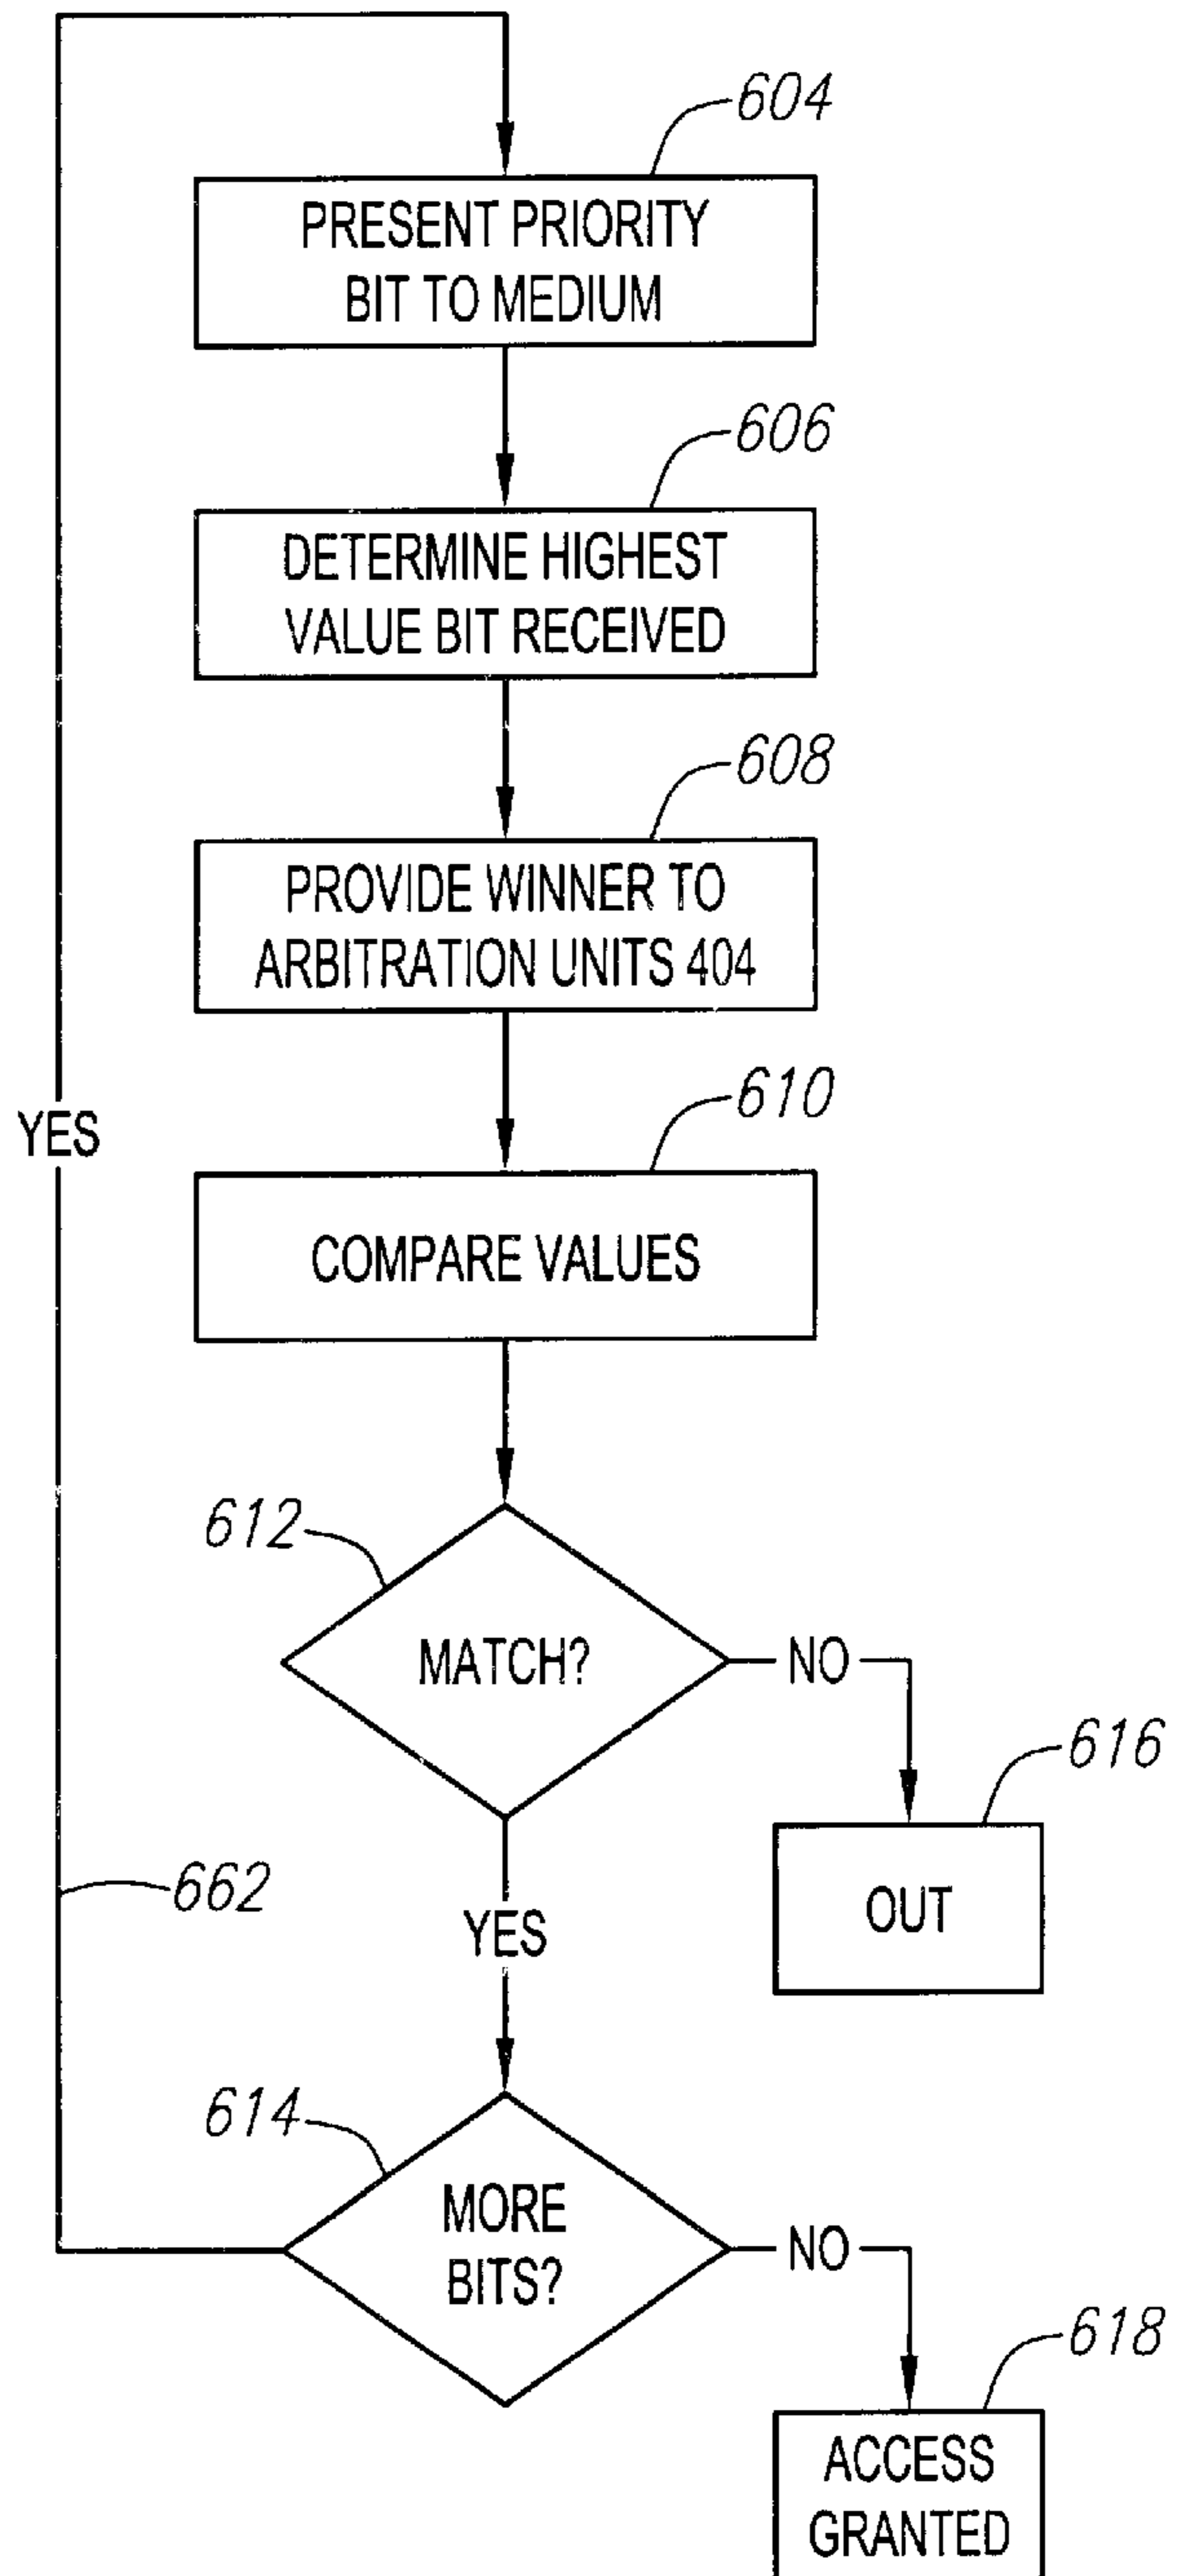 604
PRESENT PRIORITY
BIT TO MEDIUM
606
DETERMINE HIGHEST
VALUE BIT RECEIVED
608
PROVIDE WINNER TO
ARBITRATION UNITS 404
610
YES
COMPARE VALUES
612
MATCH?
NO
616
OUT
662
YES
614
MORE
BITS?
NO
618
ACCESS
GRANTED